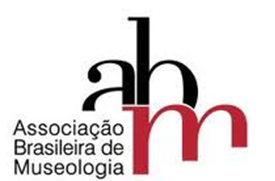 abm
Associação
Brasileira de
Museologia